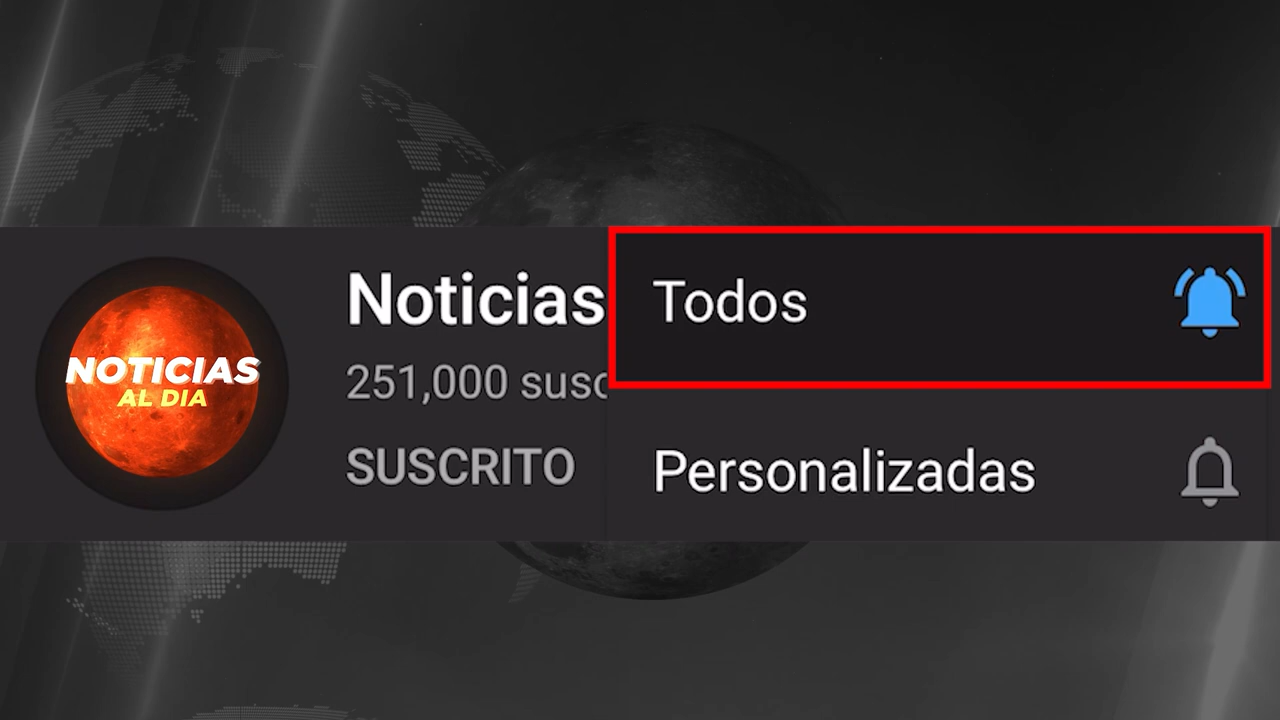 NOTICIAS
AL DIA
Noticias
251,000 susc
SUSCRITO
Todos
Personalizadas